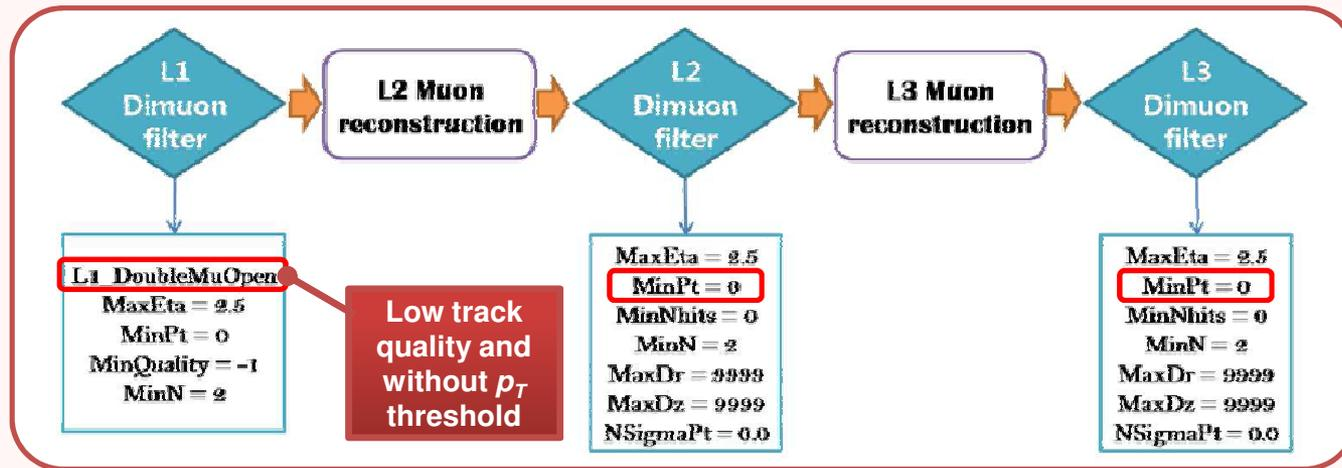 L1
Dimuon
filter
L2 Muon
reconstruction
L2
Dimuon
filter
L3 Muon
reconstruction
L3
Dimuon
filter
L1_DoubleMuOpen
MaxEta = 2.5
MinPt = 0
MinQuality = -1
MinN = 2
Low track
quality and
without pT
threshold
MaxEta = 2.5
MinPt = 0
MinNhits = 0
MinN = 2
MaxDr = 9999
MaxDz = 9999
NSigmaPt = 0.0
MaxEta = 2.5
MinPt = 0
MinNhits = 0
MinN = 2
MaxDr = 9999
MaxDz = 9999
NSigmaPt = 0.0